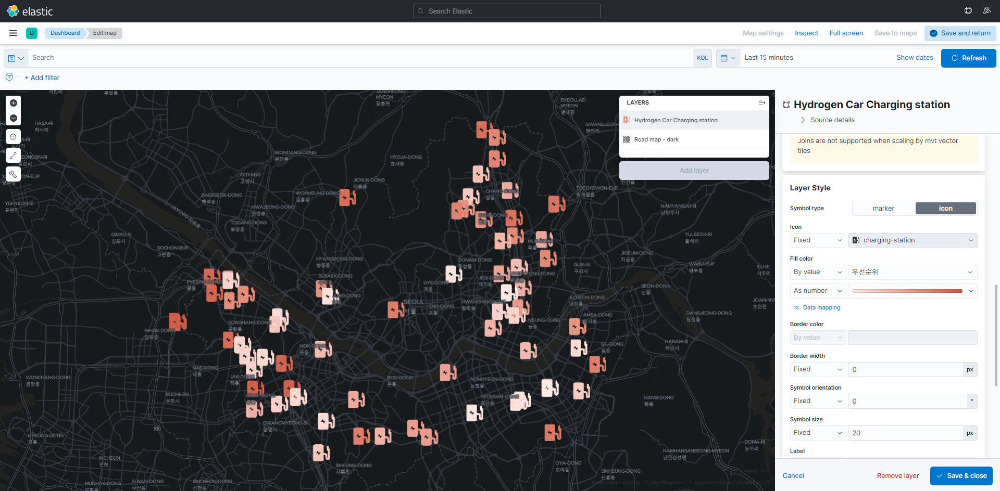 elastic
Search Elastic
D
Dashboard
Edit map
Map settings
Inspect
Full screen
Save to maps
Save and return
Search
KQL
Last 15 minutes
Show dates
Refresh
+ Add filter
LAYERS
Hydrogen Car Charging station
Road map - dark
Add layer
석탄리
문발동
JANGHEUNG-
MYEON
장흥면
BYEOLLAE-
MYEON
별내면
HASA-RI
하사리
GWANGJEON-
광전리
WONDANG-DONG
원당동
HYOJA-DONG
효자동
GOYANG
고양시
JICHUK-DONG
지축동
TOEGYEWON-EUP
퇴계원읍
YUHYEON-RI
유현리
BAEKSEOK-DONG
백석동
WONHEUNG-DONG
원흥동
HWAJEONG-DONG
화정동
JAYU-RO 자유로
NAMYANGJU-SI
남양주시
TODANG-DONG
토당동
GIMPO-SI
김포시
YULSEOK-RI
율석리
GOCHON-EUP
고촌읍
HYANGDONG-DONG
향동동
DONAM-DONG
돈암동
JIGEUM-DONG
지금동
GURI-SI
구리시
WABU-EUP
와부읍
SIU-RI
시우리
SUSAEK-DONG
GYE-DONG
계동
JEGI-DONG
제기동
SEON-DONG
선동
SEOUL
서울
CHO-DONG
초동
HWANGHAK-DONG
황학동
ACHEON-DONG
아천동
JOAN-MY
조안면
AMSA-DONG
암사동
DANGJEONG-DONG
당정동
NEUNG-DONG
능동
GONGHANG-DONG
공항동
IMHAK-DONG
임학동
MOK-DONG
목동
GIL-DONG
길동
HANAM-SI
하남시
NAE-DONG
내동
WONCHANG-DONG
원창동
BON-DONG
본동
NONHYEON-DONG
논현동
BUCHEON
부천시
YEOKSAM-DONG
역삼동
HANG-DONG
항동
GWANGMYEONG-SI
광명시
100
GYEONG-DONG
경동
DOMA-RI
도마리
NAMHANSANSEONG-MYEON
남한산성면
INCHEON
인천
SIHEUNG-DONG
시흥동
OYA-DONG
오야동
SINHEUNG-DONG
신흥동
MUNHAK-DONG
문학동
SUSAN-DONG
수산동
SINCHEON-DONG
신천동
Elastic Maps Service , OpenMapTiles , OpenStreetMap contributors
Hydrogen Car Charging station
Source details
Joins are not supported when scaling by mvt vector
tiles
Layer Style
Symbol type
marker
icon
Icon
Fixed
charging-station
Fill color
By value
우선순위
As number
Data mapping
Border color
By value
Border width
Fixed
0
px
Symbol orientation
Fixed
0
°
Symbol size
Fixed
20
px
Label
Cancel
Remove layer
Save & close